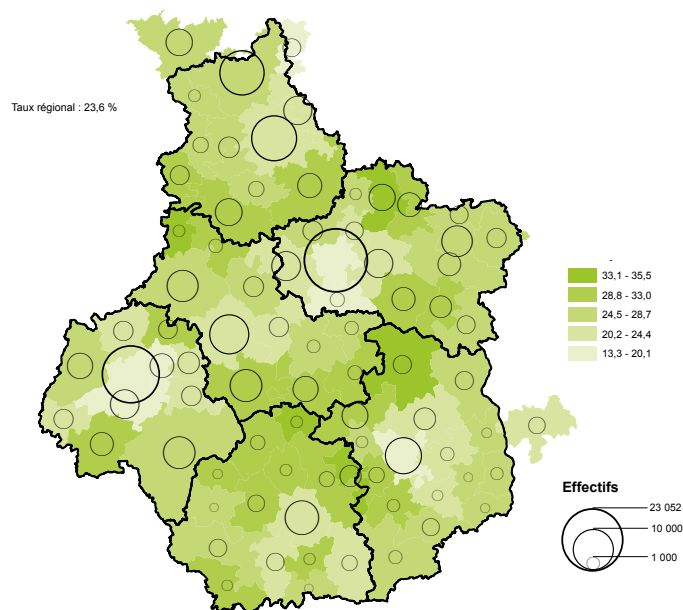 Taux régional : 23,6 %
-
33,1 - 35,5
28,8 - 33,0
24,5 - 28,7
20,2 - 24,4
13,3 - 20,1
Effectifs
23 052
10 000
1 000